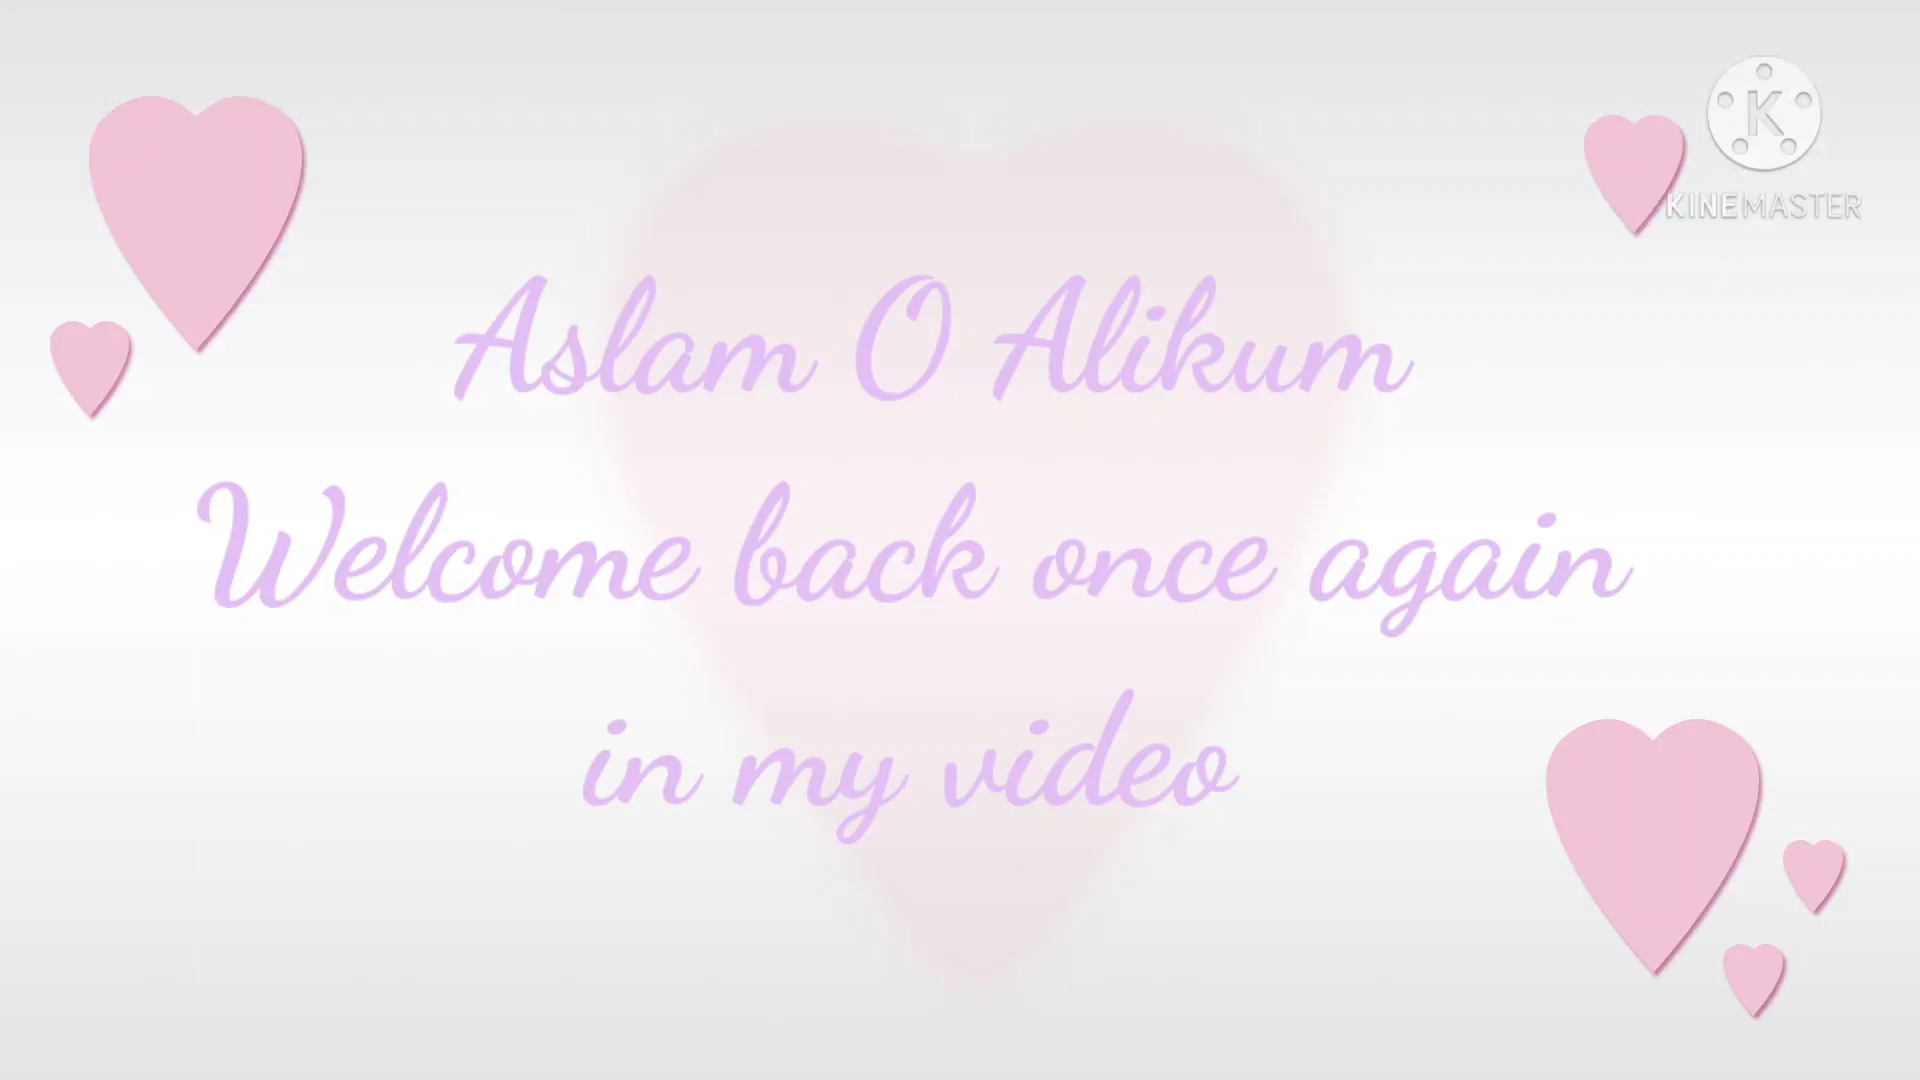 K
KINEMASTER
Aslam O Alikum
Welcome back once again
in my video